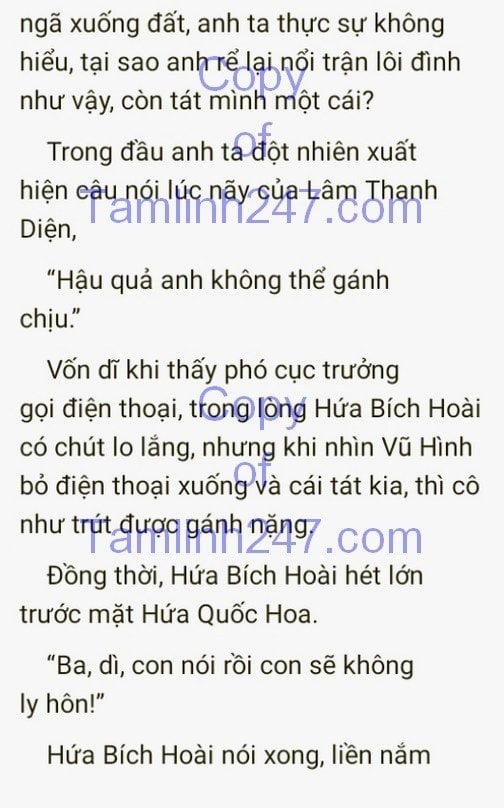 ngã xuống đất, anh ta thực sự không
hiểu, tại sao anh rể lại nổi trận lôi đình
như vậy, còn tát mình một cái?
Trong đầu anh ta đột nhiên xuất
hiện câu nói lúc nãy của Lâm Thanh
Diện,
“Hậu quả anh không thể gánh
chịu.”
Vốn dĩ khi thấy phó cục trưởng
gọi điện thoại, trong lòng Hứa Bích Hoài
có chút lo lắng, nhưng khi nhìn Vũ Hình
bỏ điện thoại xuống và cái tát kia, thì cô
như trút được gánh nặng.
Đồng thời, Hứa Bích Hoài hét lớn
trước mặt Hứa Quốc Hoa.
“Ba, dì, con nói rồi con sẽ không
ly hôn!”
Hứa Bích Hoài nói xong, liền nắm
Copy
of
Tamlinh247.com
Copy
of
Tamlinh247.com